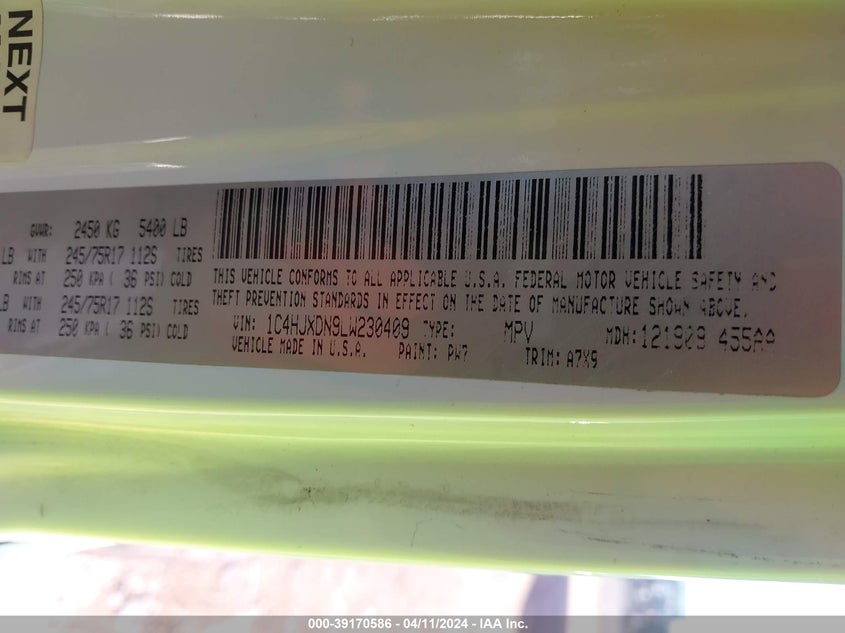 NEXT
GVWR: 2450 KG 5400 LB
LB WITH 245/75R17 112S TIRES
RIMS AT 250 KPA ( 36 PSI) COLD
LB WITH 245/75R17 112S TIRES
RIMS AT 250 KPA ( 36 PSI) COLD
THIS VEHICLE CONFORMS TO ALL APPLICABLE U.S.A. FEDERAL MOTOR VEHICLE SAFETY AND
THEFT PREVENTION STANDARDS IN EFFECT ON THE DATE OF MANUFACTURE SHOWN ABOVE.
VIN: 1C4HJXDN9LW230409 TYPE: MPV MDH:
VEHICLE MADE IN U.S.A. PAINT: PW7 TRIM: A7X9
000-39170586 - 04/11/2024 - IAA Inc.